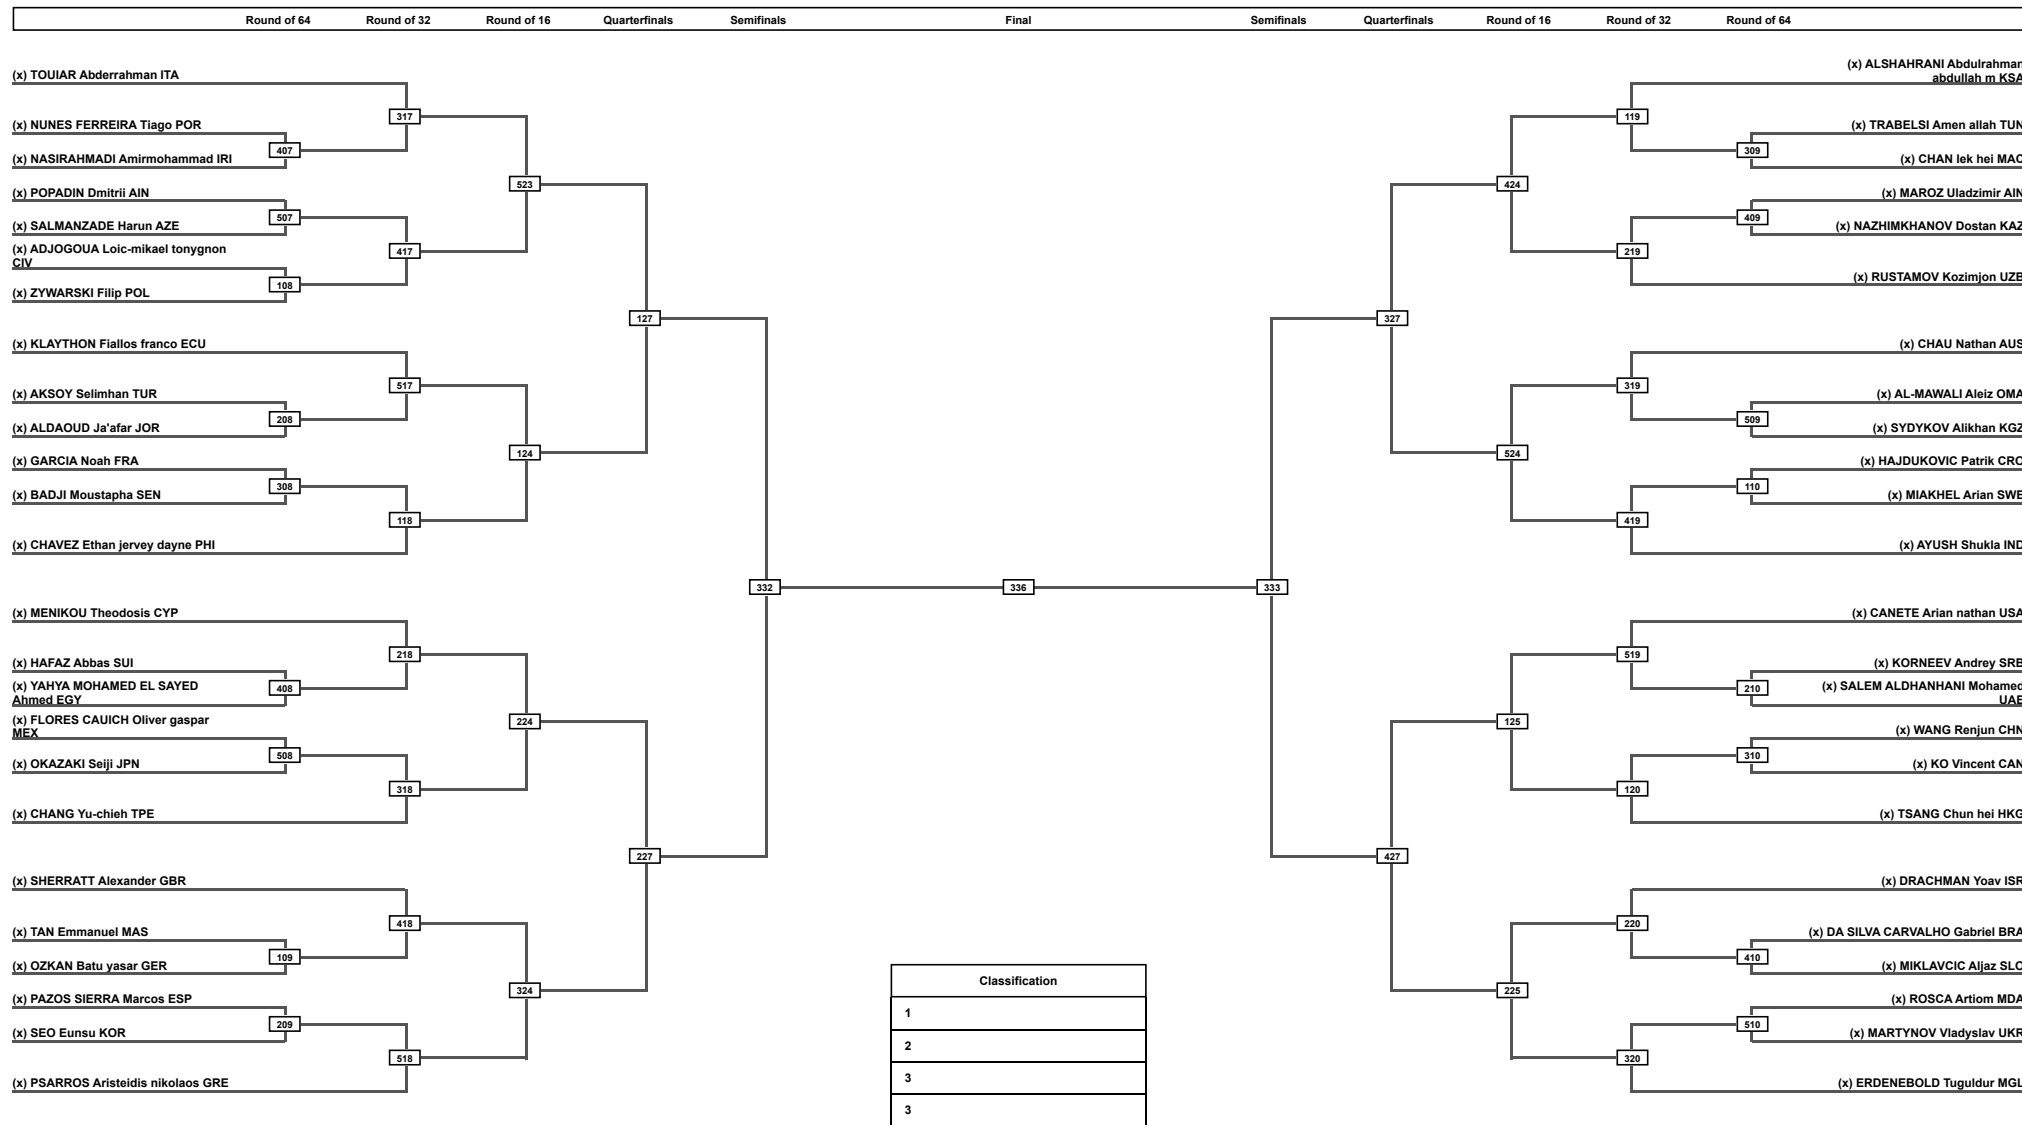 Round of 64 Round of 32 Round of 16 Quarterfinals Semifinals Final Semifinals Quarterfinals Round of 16 Round of 32 Round of 64
(x) TOUIAR Abderrahman ITA
317
(x) NUNES FERREIRA Tiago POR
407
(x) NASIRAHMADI Amirmohammad IRI
523
(x) POPADIN Dmitrii AIN
507
(x) SALMANZADE Harun AZE
417
(x) ADJOGOUA Loic-mikael tonygnon
CIV
108
(x) ZYWARSKI Filip POL
127
(x) KLAYTHON Fiallos franco ECU
517
(x) AKSOY Selimhan TUR
208
(x) ALDAOUD Ja'afar JOR
124
(x) GARCIA Noah FRA
308
(x) BADJI Moustapha SEN
118
(x) CHAVEZ Ethan jervey dayne PHI
332
(x) MENIKOU Theodosis CYP
218
(x) HAFAZ Abbas SUI
408
(x) YAHYA MOHAMED EL SAYED
Ahmed EGY
224
(x) FLORES CAUICH Oliver gaspar
MEX
508
(x) OKAZAKI Seiji JPN
318
(x) CHANG Yu-chieh TPE
227
(x) SHERRATT Alexander GBR
418
(x) TAN Emmanuel MAS
109
(x) OZKAN Batu yasar GER
324
(x) PAZOS SIERRA Marcos ESP
209
(x) SEO Eunsu KOR
518
(x) PSARROS Aristeidis nikolaos GRE
336
(x) ALSHAHRANI Abdulrahman
abdullah m KSA
119
(x) TRABELSI Amen allah TUN
309
(x) CHAN Iek hei MAC
424
(x) MAROZ Uladzimir AIN
409
(x) NAZHIMKHANOV Dostan KAZ
219
(x) RUSTAMOV Kozimjon UZB
327
(x) CHAU Nathan AUS
319
(x) AL-MAWALI Aleiz OMA
509
(x) SYDYKOV Alikhan KGZ
524
(x) HAJDUKOVIC Patrik CRO
110
(x) MIAKHEL Arian SWE
419
(x) AYUSH Shukla IND
333
(x) CANETE Arian nathan USA
519
(x) KORNEEV Andrey SRB
210
(x) SALEM ALDHANHANI Mohamed
UAE
125
(x) WANG Renjun CHN
310
(x) KO Vincent CAN
120
(x) TSANG Chun hei HKG
427
(x) DRACHMAN Yoav ISR
220
(x) DA SILVA CARVALHO Gabriel BRA
410
(x) MIKLAVCIC Aljaz SLO
225
(x) ROSCA Artiom MDA
510
(x) MARTYNOV Vladyslav UKR
320
(x) ERDENEBOLD Tuguldur MGL
Classification
1
2
3
3